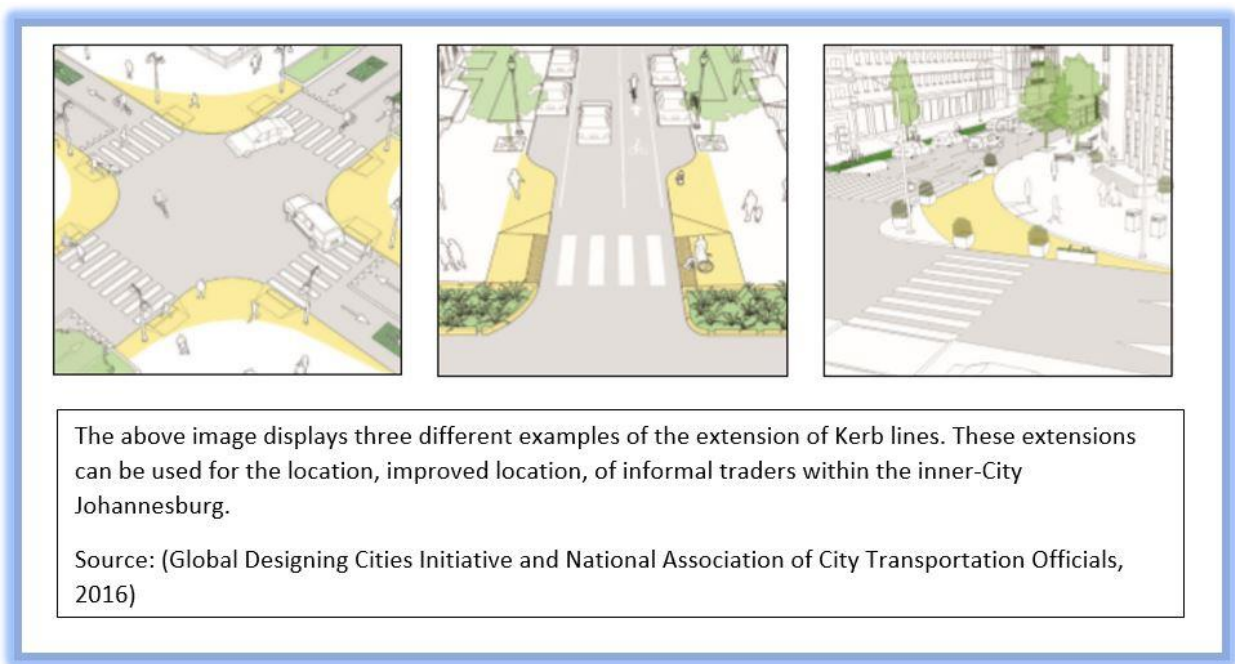 The above image displays three different examples of the extension of Kerb lines. These extensions
can be used for the location, improved location, of informal traders within the inner-City
Johannesburg.
Source: (Global Designing Cities Initiative and National Association of City Transportation Officials,
2016)